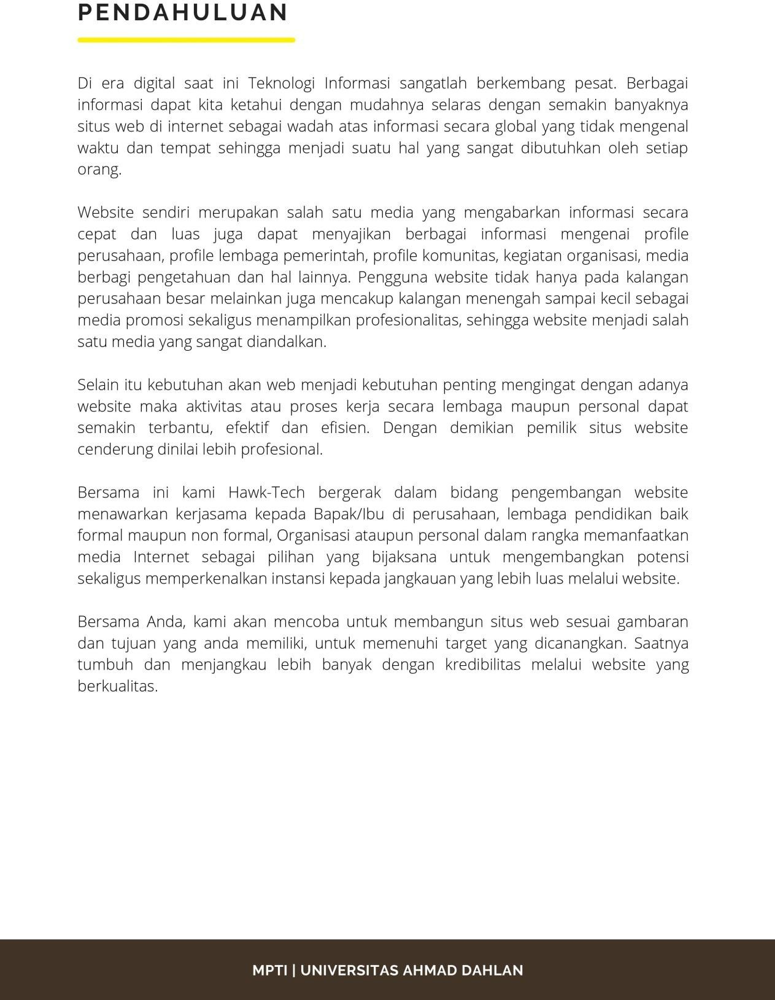 PENDAHULUAN
Di era digital saat ini Teknologi Informasi sangatlah berkembang pesat. Berbagai
informasi dapat kita ketahui dengan mudahnya selaras dengan semakin banyaknya
situs web di internet sebagai wadah atas informasi secara global yang tidak mengenal
waktu dan tempat sehingga menjadi suatu hal yang sangat dibutuhkan oleh setiap
orang.
Website sendiri merupakan salah satu media yang mengabarkan informasi secara
cepat dan luas juga dapat menyajikan berbagai informasi mengenai profile
perusahaan, profile lembaga pemerintah, profile komunitas, kegiatan organisasi, media
berbagi pengetahuan dan hal lainnya. Pengguna website tidak hanya pada kalangan
perusahaan besar melainkan juga mencakup kalangan menengah sampai kecil sebagai
media promosi sekaligus menampilkan profesionalitas, sehingga website menjadi salah
satu media yang sangat diandalkan.
Selain itu kebutuhan akan web menjadi kebutuhan penting mengingat dengan adanya
website maka aktivitas atau proses kerja secara lembaga maupun personal dapat
semakin terbantu, efektif dan efisien. Dengan demikian pemilik situs website
cenderung dinilai lebih profesional.
Bersama ini kami Hawk-Tech bergerak dalam bidang pengembangan website
menawarkan kerjasama kepada Bapak/Ibu di perusahaan, lembaga pendidikan baik
formal maupun non formal, Organisasi ataupun personal dalam rangka memanfaatkan
media Internet sebagai pilihan yang bijaksana untuk mengembangkan potensi
sekaligus memperkenalkan instansi kepada jangkauan yang lebih luas melalui website.
Bersama Anda, kami akan mencoba untuk membangun situs web sesuai gambaran
dan tujuan yang anda memiliki, untuk memenuhi target yang dicanangkan. Saatnya
tumbuh dan menjangkau lebih banyak dengan kredibilitas melalui website yang
berkualitas.
MPTI | UNIVERSITAS AHMAD DAHLAN